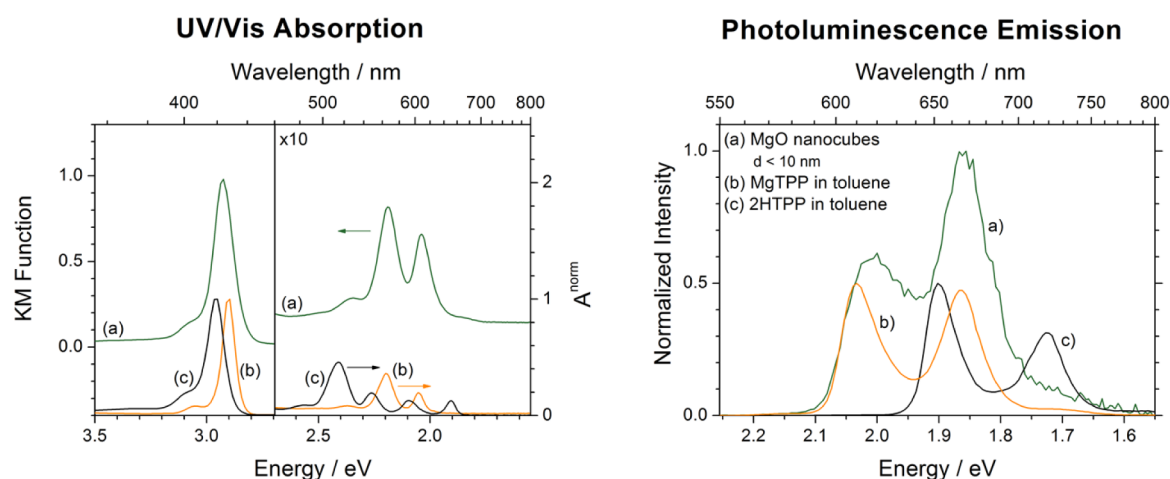 UV/Vis Absorption
Wavelength / nm
400 500 600 700 800
x10
1.0
0.5
0.0
KM Function
2
1
0
A^norm
(a)
(a)
(c)
(b)
(c)
(b)
3.5 3.0 2.5 2.0
Energy / eV
Photoluminescence Emission
Wavelength / nm
550 600 650 700 750 800
(a) MgO nanocubes
d < 10 nm
(b) MgTPP in toluene
(c) 2HTPP in toluene
1.0
0.5
0.0
Normalized Intensity
a)
b)
c)
2.2 2.1 2.0 1.9 1.8 1.7 1.6
Energy / eV